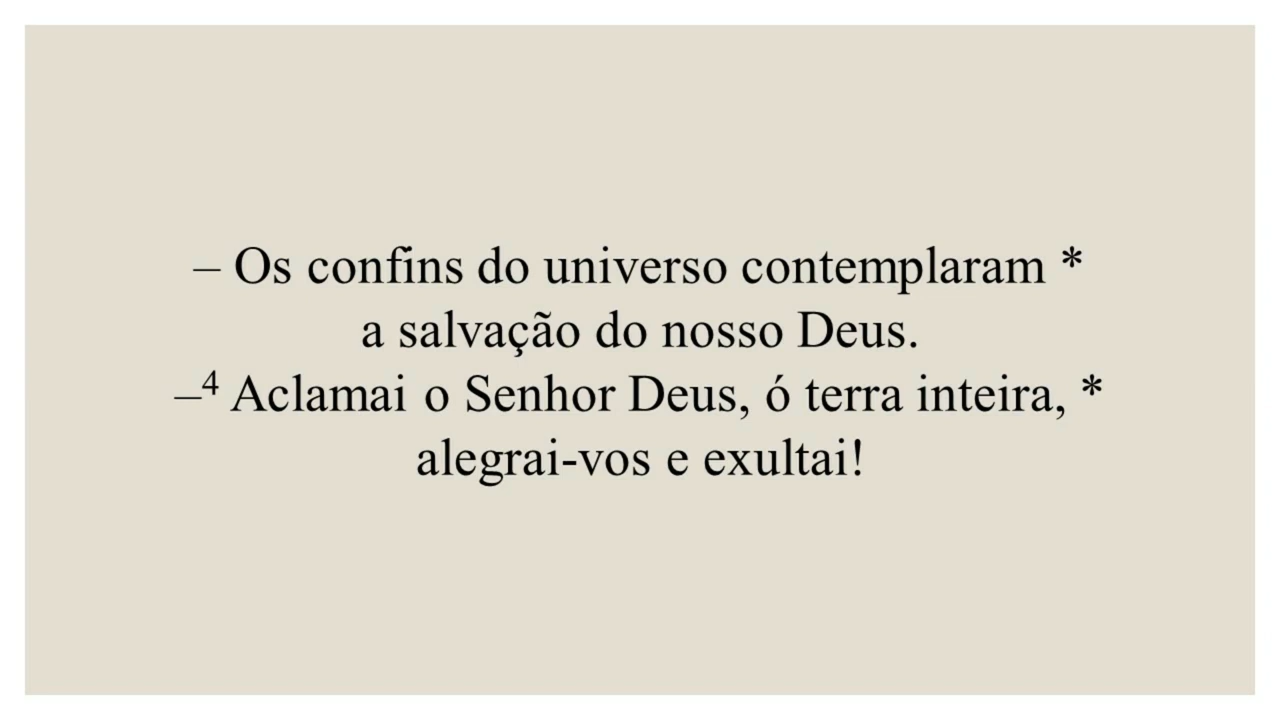 – Os confins do universo contemplaram *
a salvação do nosso Deus.
–⁴ Aclamai o Senhor Deus, ó terra inteira, *
alegrai-vos e exultai!